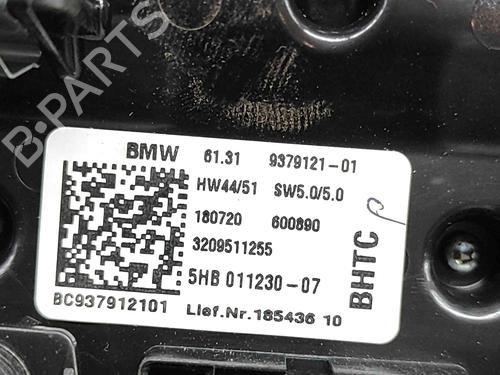 B-PARTS
BMW 61.31 9379121-01
HW44/51 SW5.0/5.0
180720 600890
3209511255
5HB 011230-07
BC937912101 Lief.Nr.185436 10
BHTC